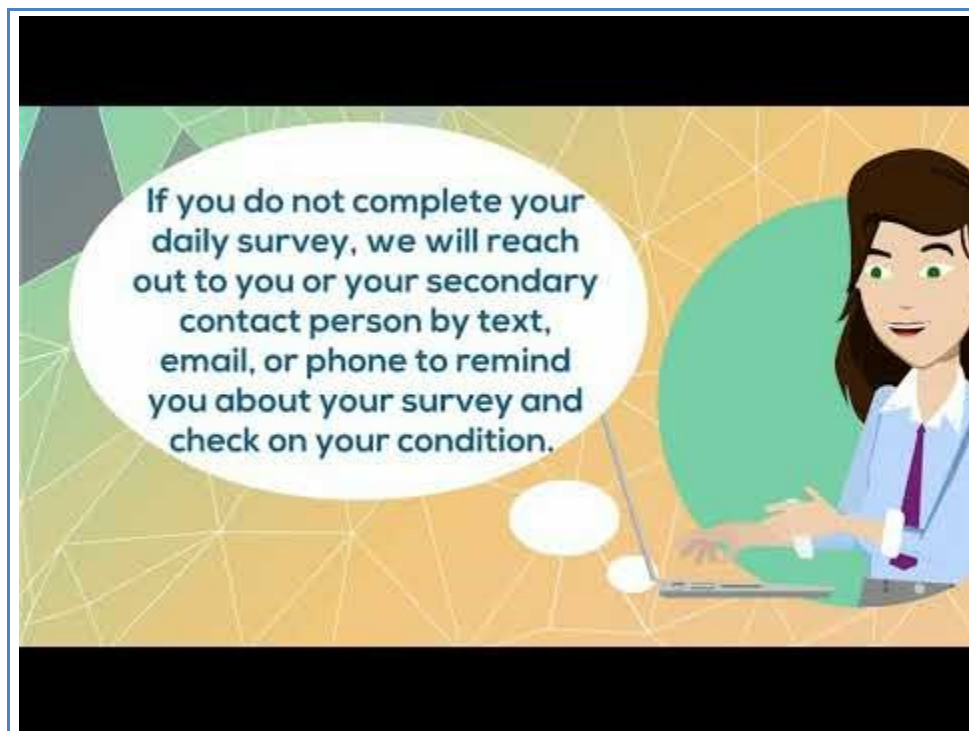 If you do not complete your
daily survey, we will reach
out to you or your secondary
contact person by text,
email, or phone to remind
you about your survey and
check on your condition.